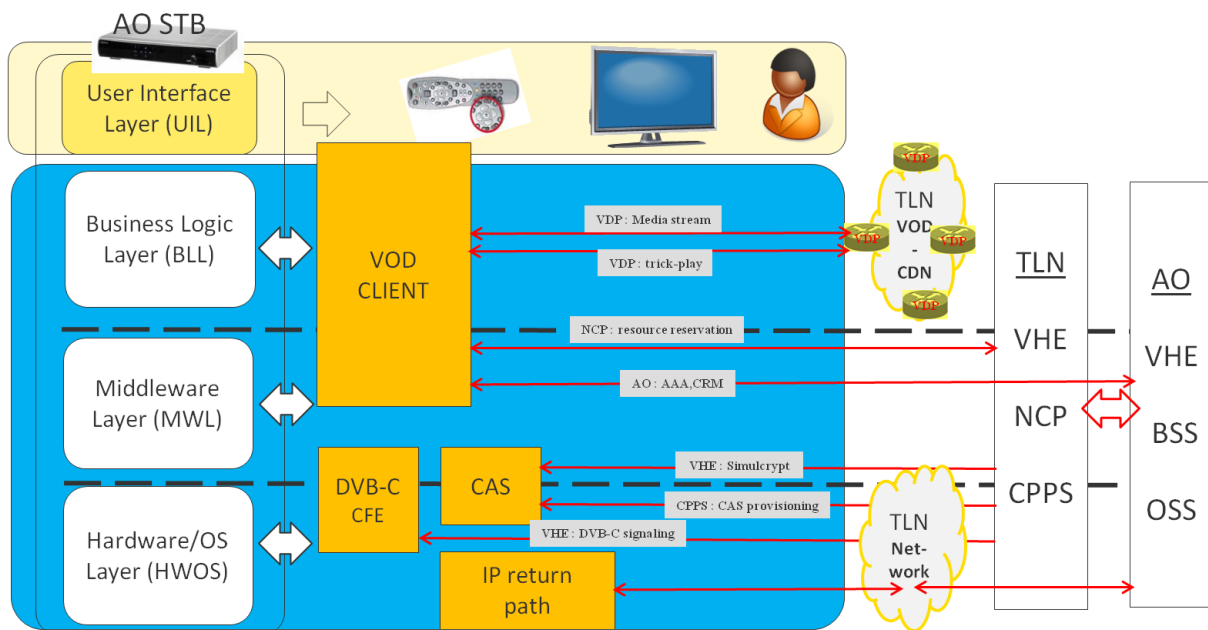 AO STB
User Interface
Layer (UIL)
Business Logic
Layer (BLL)
Middleware
Layer (MWL)
Hardware/OS
Layer (HWOS)
VOD
CLIENT
DVB-C
CFE
CAS
IP return
path
VDP : Media stream
VDP : trick-play
NCP : resource reservation
AO : AAA,CRM
VHE : Simulcrypt
CPPS : CAS provisioning
VHE : DVB-C signaling
VDP
TLN
VOD
-
CDN
VDP
VDP
VDP
TLN
Net-
work
TLN
VHE
NCP
CPPS
AO
VHE
BSS
OSS